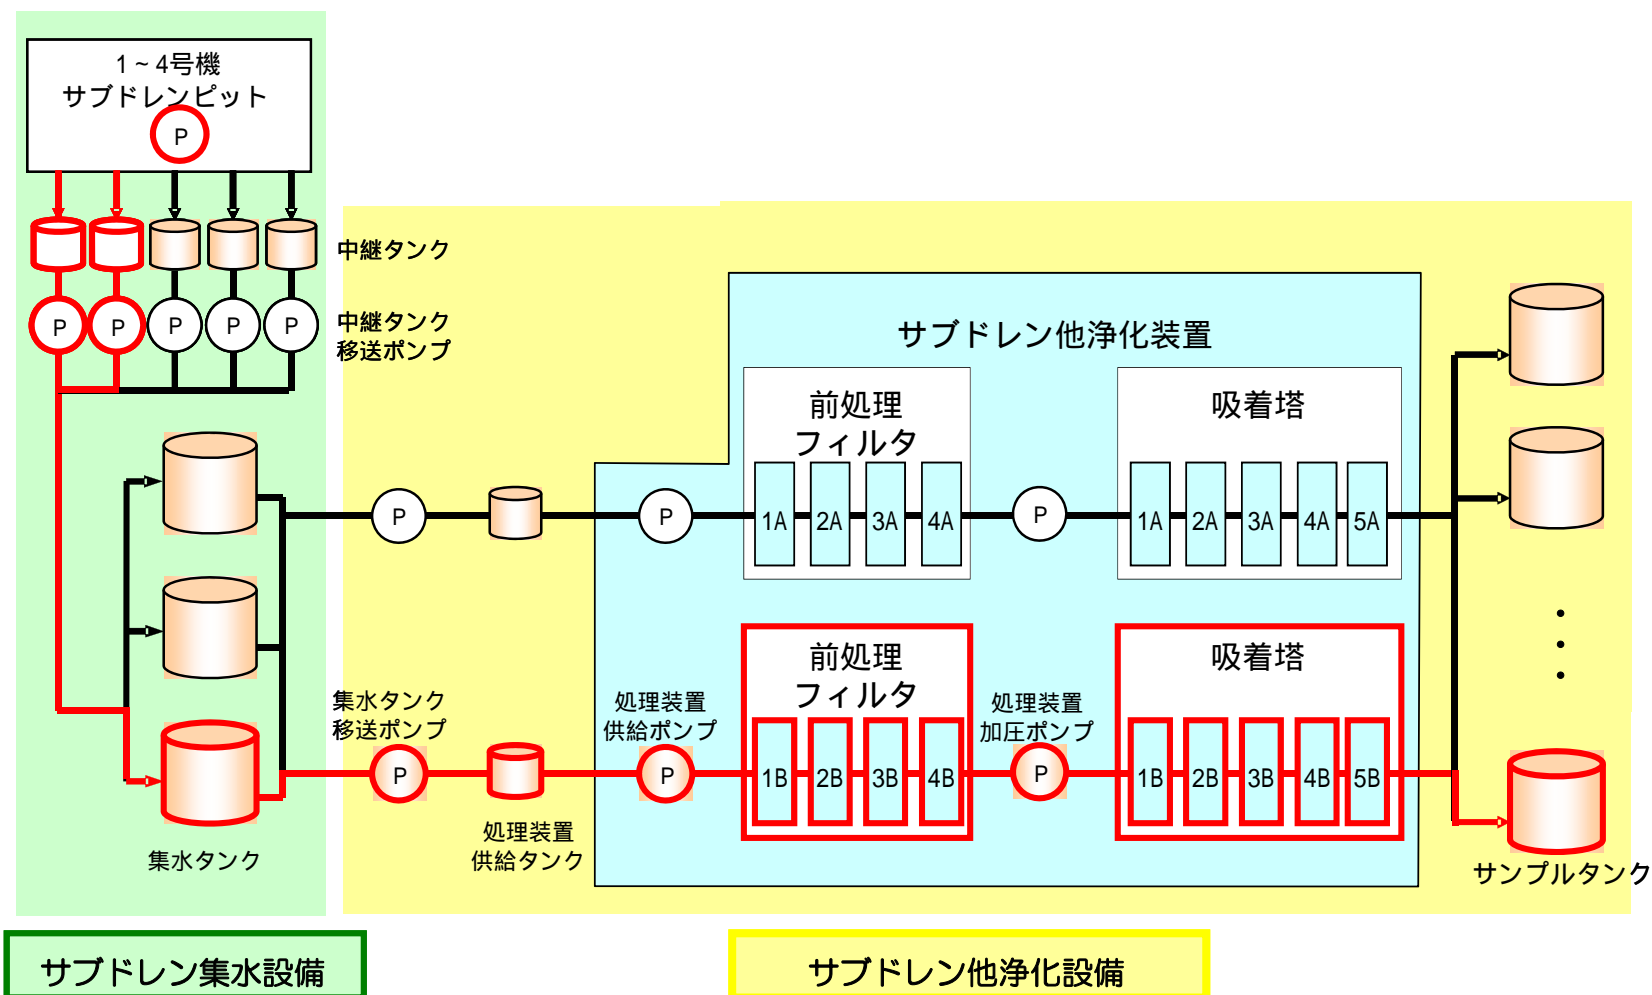 1~4号機
サブドレンピット
P
中継タンク
P
P
P
P
P
中継タンク
移送ポンプ
サブドレン他浄化装置
前処理
フィルタ
吸着塔
P
P
1A
2A
3A
4A
P
1A
2A
3A
4A
5A
前処理
フィルタ
吸着塔
集水タンク
移送ポンプ
処理装置
供給ポンプ
処理装置
加圧ポンプ
P
P
1B
2B
3B
4B
P
1B
2B
3B
4B
5B
・
・
・
処理装置
供給タンク
集水タンク
サンプルタンク
サブドレン集水設備
サブドレン他浄化設備